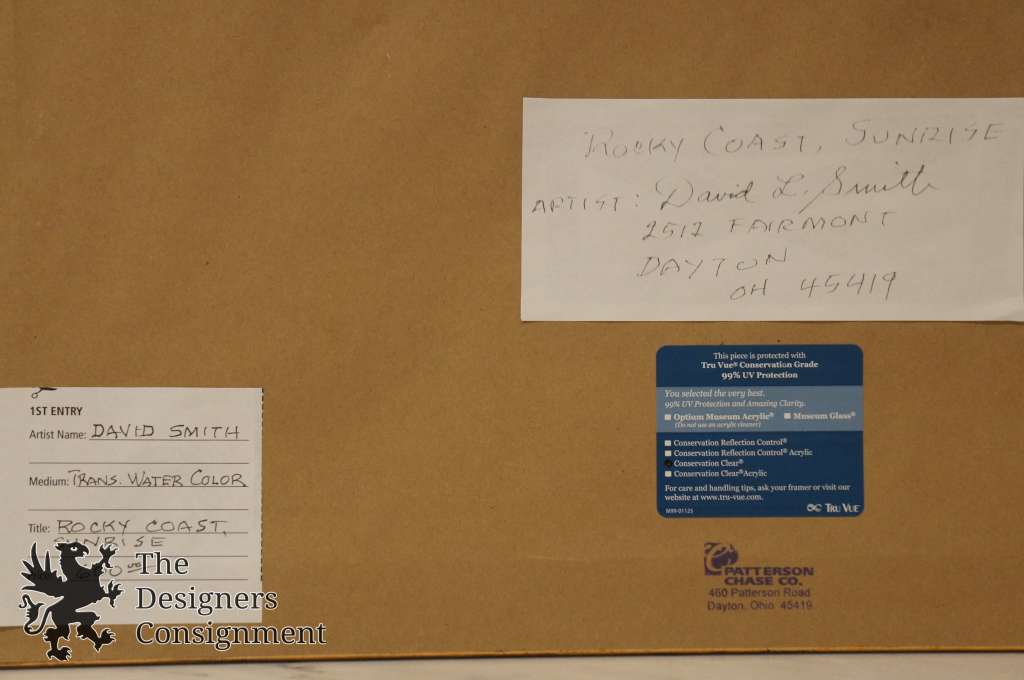 ROCKY COAST, SUNRISE
ARTIST: David L. Smith
2512 FAIRMONT
DAYTON
OH 45419
This piece is protected with
Tru Vue® Conservation Grade
99% UV Protection
You selected the very best.
99% UV Protection and Amazing Clarity.
Optium Museum Acrylic® Museum Glass®
(Do not use an acrylic cleaner)
Conservation Reflection Control®
Conservation Reflection Control® Acrylic
Conservation Clear®
Conservation Clear® Acrylic
For care and handling tips, ask your framer or visit our
website at www.tru-vue.com.
M99-01125 TRU VUE®
PATTERSON
CHASE CO.
460 Patterson Road
Dayton, Ohio 45419
1ST ENTRY
Artist Name: DAVID SMITH
Medium: TRANS. WATER COLOR
Title: ROCKY COAST,
SUNRISE
The
Designers
Consignment